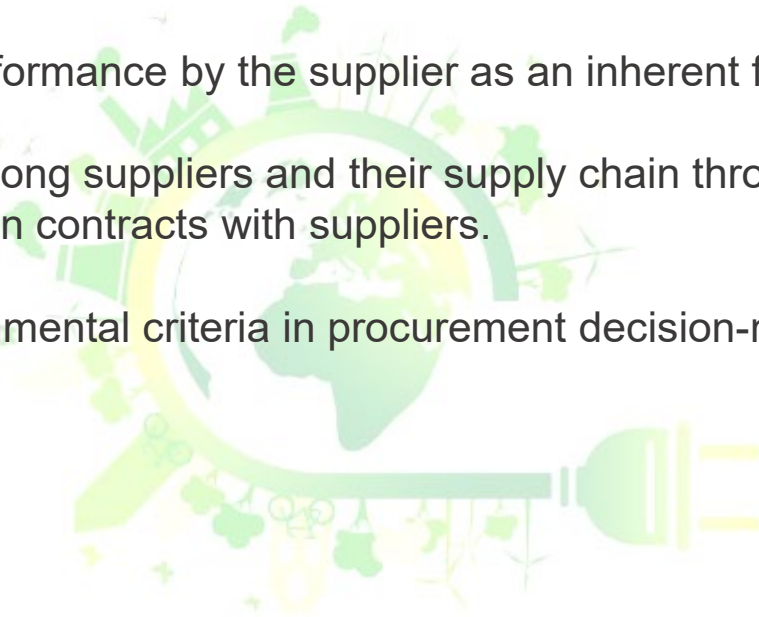 formance by the supplier as an inherent f
ong suppliers and their supply chain thro
n contracts with suppliers.
mental criteria in procurement decision-